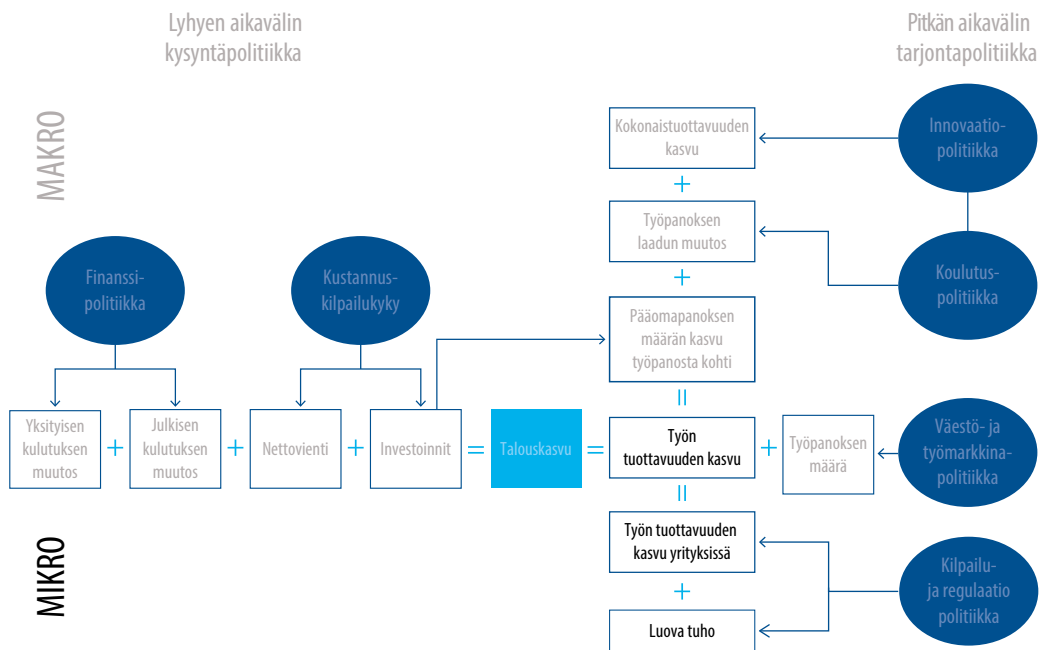 Lyhyen aikavälin
kysyntäpolitiikka
Pitkän aikavälin
tarjontapolitiikka
MAKRO
Kokonaistuottavuuden
kasvu
Innovaatio-
politiikka
+
Työpanoksen
laadun muutos
Koulutus-
politiikka
+
Finanssi-
politiikka
Kustannus-
kilpailukyky
Pääomapanoksen
määrän kasvu
työpanosta kohti
=
Yksityisen
kulutuksen
muutos
+
Julkisen
kulutuksen
muutos
+
Nettovienti
+
Investoinnit
=
Talouskasvu
=
Työn
tuottavuuden kasvu
+
Työpanoksen
määrä
Väestö- ja
työmarkkina-
politiikka
=
MIKRO
Työn tuottavuuden
kasvu yrityksissä
+
Luova tuho
Kilpailu-
ja regulaatio
politiikka